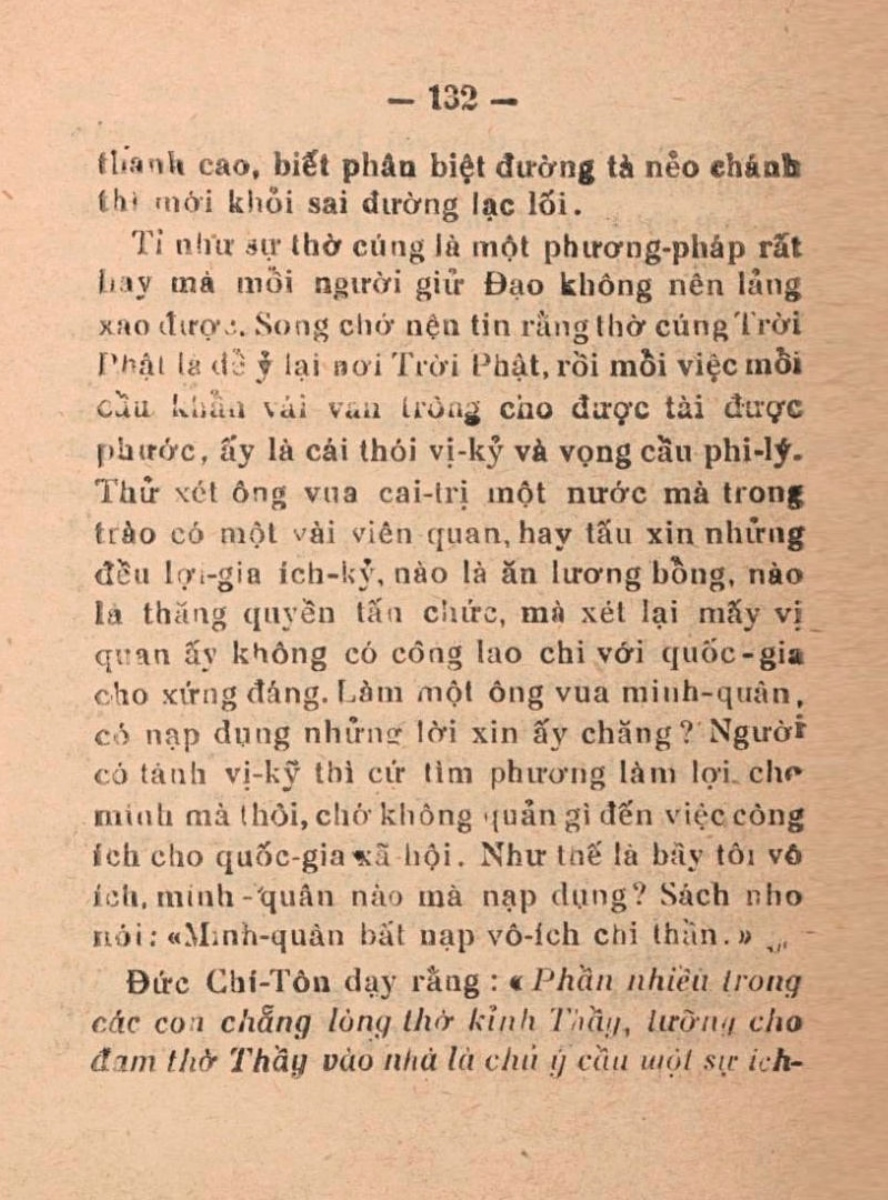 — 132 —
thanh cao, biết phân biệt đường tà nẻo chánh
thì mới khỏi sai đường lạc lối.
Tỉ như sự thờ cúng là một phương-pháp rất
hay mà mỗi người giử Đạo không nên lảng
xao được. Song chớ nện tin rằng thờ cúng Trời
Phật là để ỷ lại nơi Trời Phật, rồi mỗi việc mỗi
cầu khẩn vái van trông cho được tài được
phước, ấy là cái thói vị-kỷ và vọng cầu phi-lý.
Thử xét ông vua cai-trị một nước mà trong
trào có một vài viên quan, hay tấu xin nhửng
đều lợi-gia ích-kỷ, nào là ăn lương bồng, nào
là thăng quyền tấn chức, mà xét lại mấy vị
quan ấy không có công lao chi với quốc-gia
cho xứng đáng. Làm một ông vua minh-quân,
có nạp dụng nhửng lời xin ấy chăng? Người
có tánh vị-kỹ thì cứ tìm phương làm lợi cho
mình mà thôi, chớ không quản gì đến việc công
ích cho quốc-gia xã hội. Như thế là bầy tôi vô
ích, minh-quân nào mà nạp dụng? Sách nho
nói: «Minh-quân bất nạp vô-ích chi thần.»
Đức Chí-Tôn dạy rằng : « Phần nhiều trong
các con chẳng lòng thờ kỉnh Thầy, tưởng cho
đam thờ Thầy vào nhà là chủ ý cầu một sự ích-